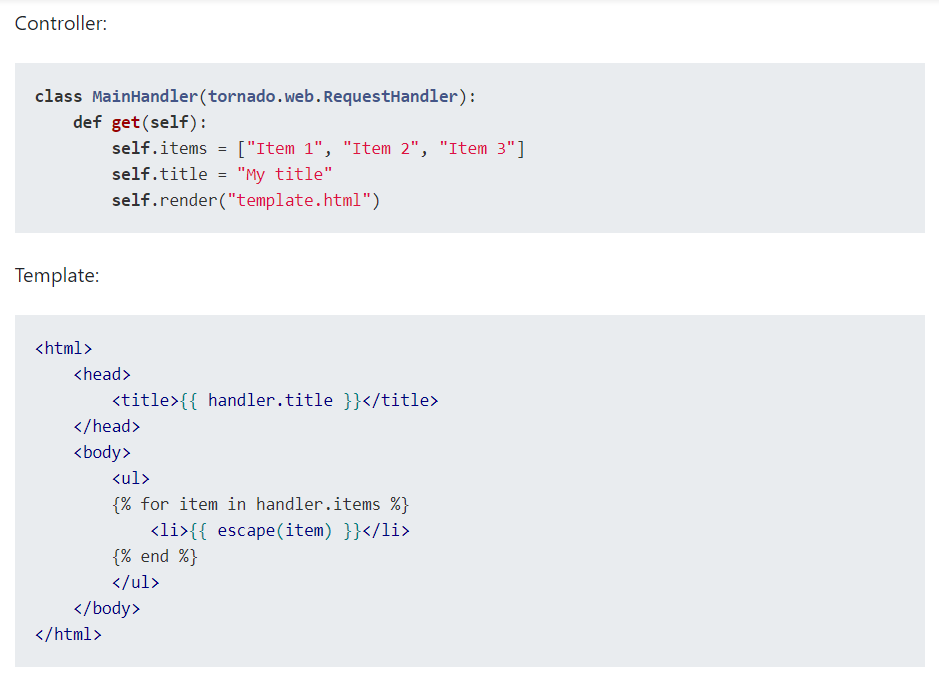 Controller:
class MainHandler(tornado.web.RequestHandler):
    def get(self):
        self.items = ["Item 1", "Item 2", "Item 3"]
        self.title = "My title"
        self.render("template.html")
Template:
<html>
    <head>
        <title>{{ handler.title }}</title>
    </head>
    <body>
        <ul>
        {% for item in handler.items %}
            <li>{{ escape(item) }}</li>
        {% end %}
        </ul>
    </body>
</html>